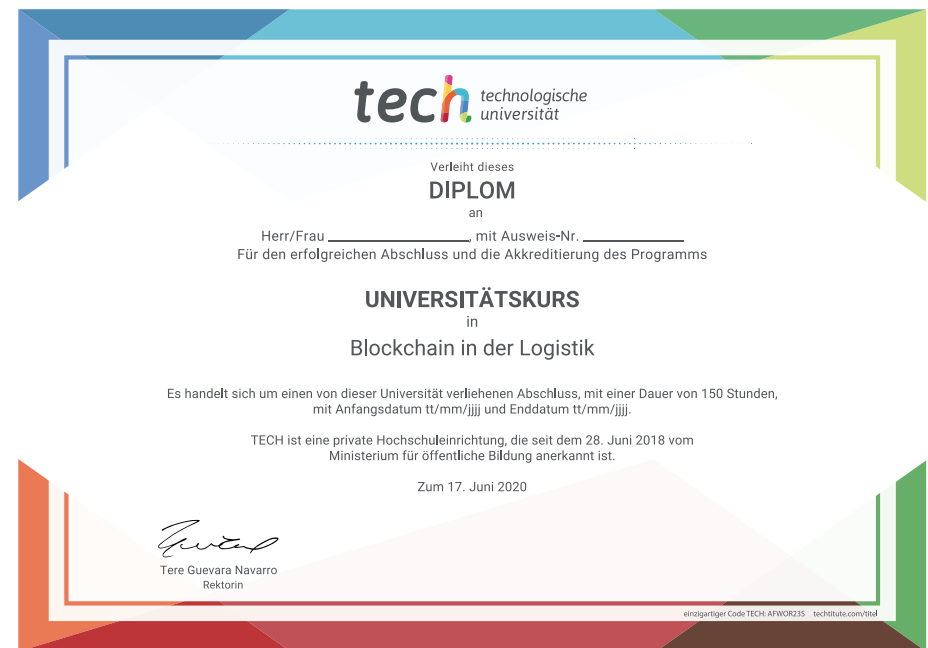 tech technologische
universität
Verleiht dieses
DIPLOM
an
Herr/Frau ____________________, mit Ausweis-Nr. ______________
Für den erfolgreichen Abschluss und die Akkreditierung des Programms
UNIVERSITÄTSKURS
in
Blockchain in der Logistik
Es handelt sich um einen von dieser Universität verliehenen Abschluss, mit einer Dauer von 150 Stunden,
mit Anfangsdatum tt/mm/jjjj und Enddatum tt/mm/jjjj.
TECH ist eine private Hochschuleinrichtung, die seit dem 28. Juni 2018 vom
Ministerium für öffentliche Bildung anerkannt ist.
Zum 17. Juni 2020
Tere Guevara Navarro
Rektorin
einzigartiger Code TECH: AFWOR23S techtitute.com/titel